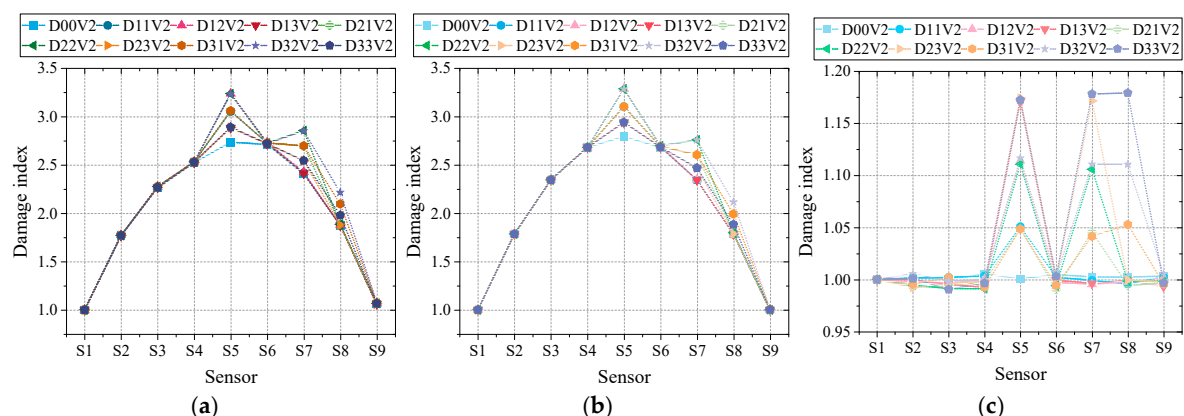 D00V2 D11V2 D12V2 D13V2 D21V2
D22V2 D23V2 D31V2 D32V2 D33V2
3.5
3.0
2.5
2.0
1.5
1.0
Damage index
S1 S2 S3 S4 S5 S6 S7 S8 S9
Sensor
(a)
D00V2 D11V2 D12V2 D13V2 D21V2
D22V2 D23V2 D31V2 D32V2 D33V2
3.5
3.0
2.5
2.0
1.5
1.0
Damage index
S1 S2 S3 S4 S5 S6 S7 S8 S9
Sensor
(b)
D00V2 D11V2 D12V2 D13V2 D21V2
D22V2 D23V2 D31V2 D32V2 D33V2
1.20
1.15
1.10
1.05
1.00
0.95
Damage index
S1 S2 S3 S4 S5 S6 S7 S8 S9
Sensor
(c)